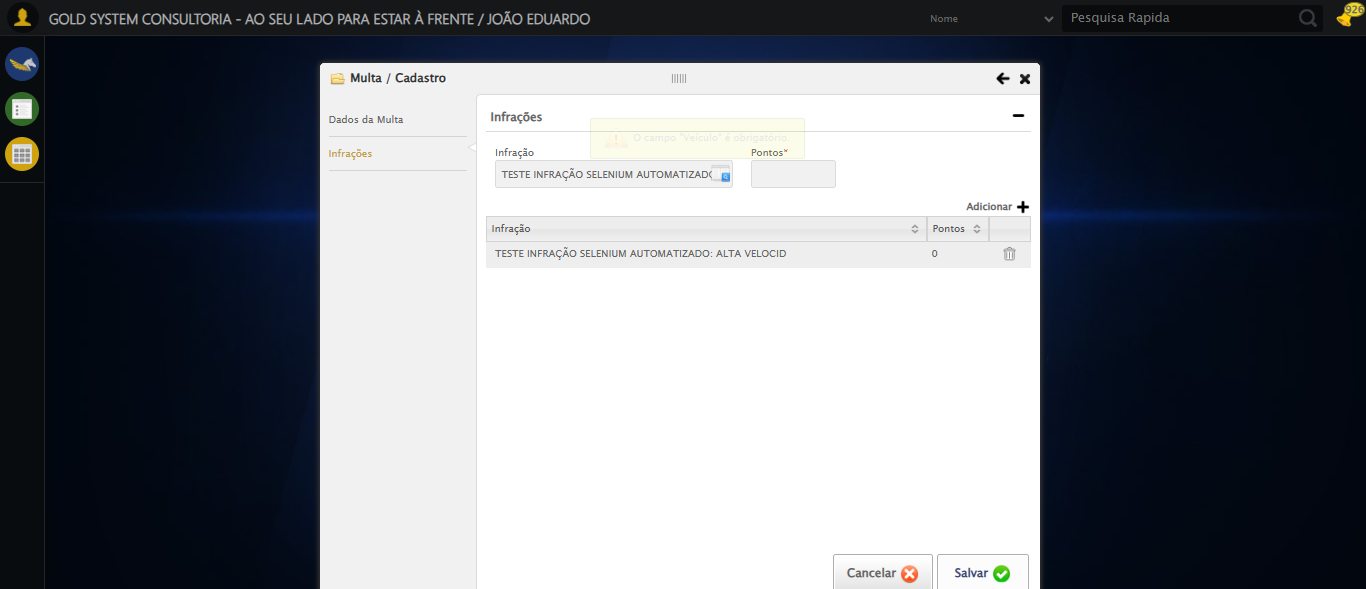 GOLD SYSTEM CONSULTORIA - AO SEU LADO PARA ESTAR À FRENTE / JOÃO EDUARDO
Nome
Pesquisa Rapida
926
Multa / Cadastro
Dados da Multa
Infrações
Infrações
O campo "Veículo" é obrigatório.
Infração
Pontos*
TESTE INFRAÇÃO SELENIUM AUTOMATIZADO
Adicionar
Infração
Pontos
TESTE INFRAÇÃO SELENIUM AUTOMATIZADO: ALTA VELOCID
0
Cancelar
Salvar